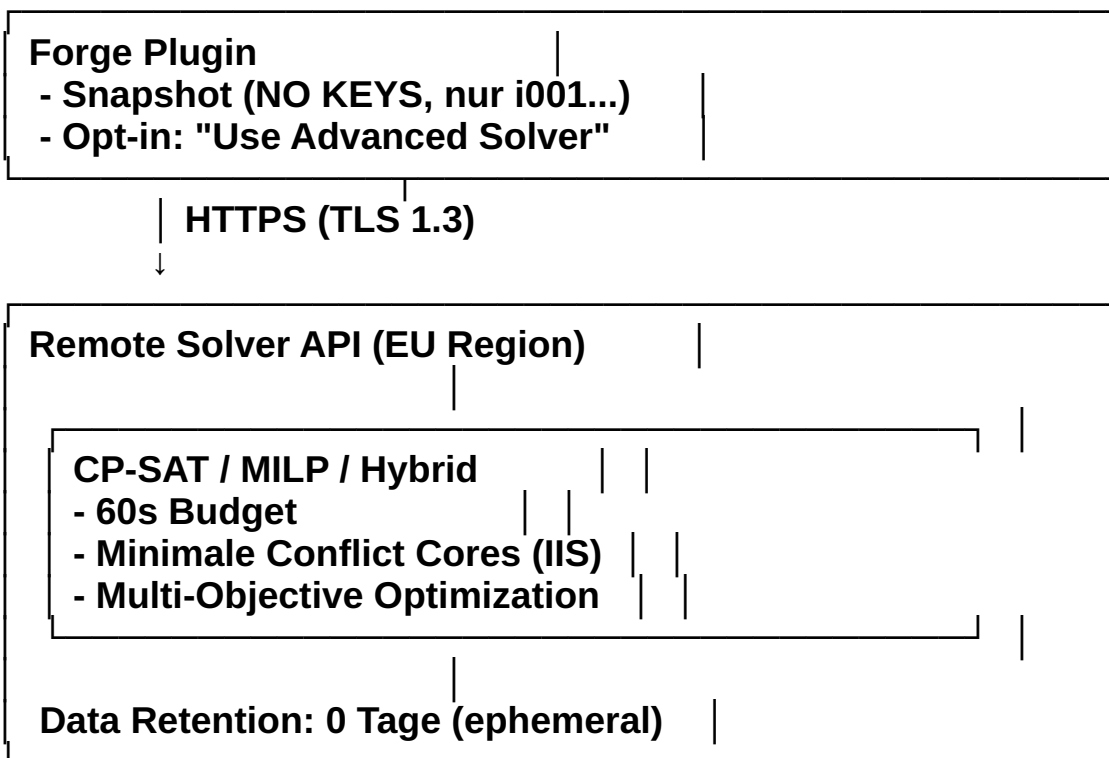 Forge Plugin
- Snapshot (NO KEYS, nur i001...)
- Opt-in: "Use Advanced Solver"
HTTPS (TLS 1.3)
↓
Remote Solver API (EU Region)
CP-SAT / MILP / Hybrid
- 60s Budget
- Minimale Conflict Cores (IIS)
- Multi-Objective Optimization
Data Retention: 0 Tage (ephemeral)